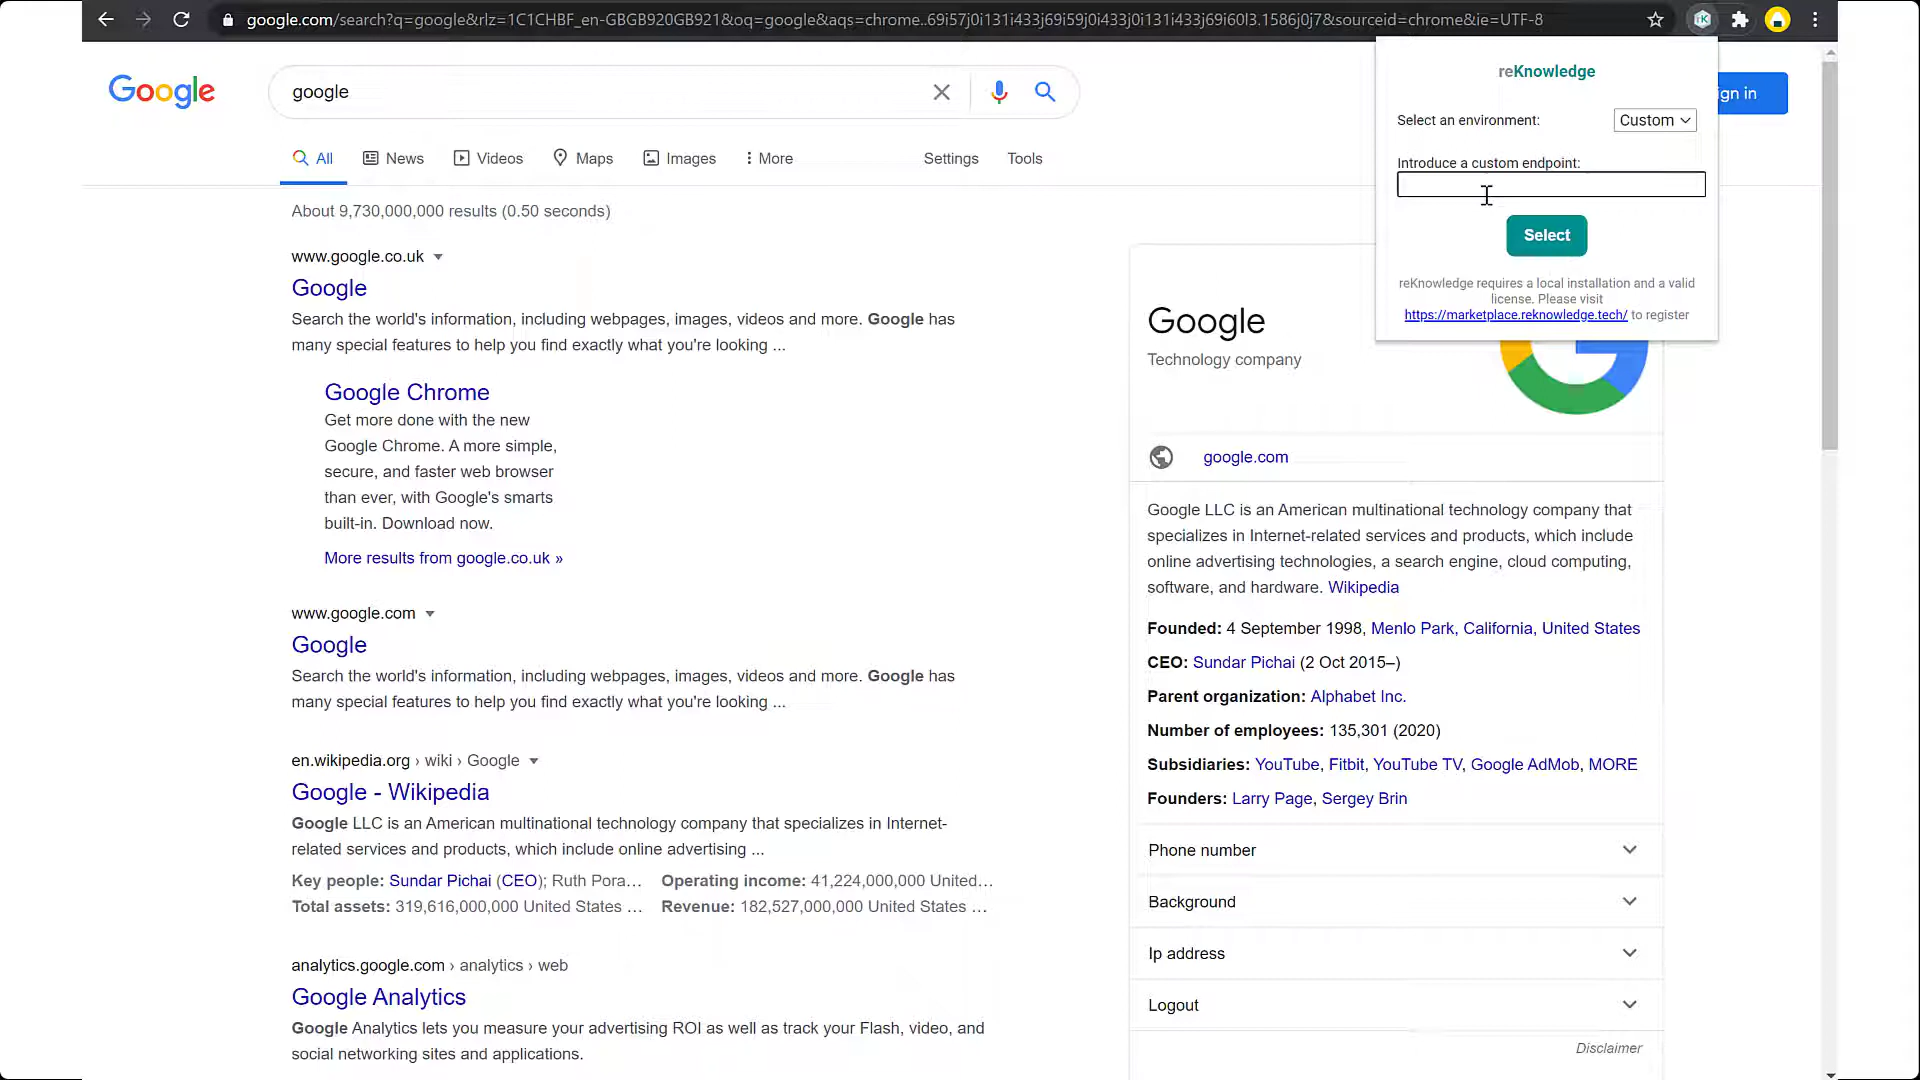 google.com/search?q=google&rlz=1C1CHBF_en-GBGB920GB921&oq=google&aqs=chrome..69i57j0i131i433j69i59j0i433j0i131i433j69i60l3.1586j0j7&sourceid=chrome&ie=UTF-8
Google
google
ign in
All
News
Videos
Maps
Images
More
Settings
Tools
About 9,730,000,000 results (0.50 seconds)
www.google.co.uk
Google
Search the world's information, including webpages, images, videos and more. Google has
many special features to help you find exactly what you're looking ...
Google Chrome
Get more done with the new
Google Chrome. A more simple,
secure, and faster web browser
than ever, with Google's smarts
built-in. Download now.
More results from google.co.uk »
www.google.com
Google
Search the world's information, including webpages, images, videos and more. Google has
many special features to help you find exactly what you're looking ...
en.wikipedia.org › wiki › Google
Google - Wikipedia
Google LLC is an American multinational technology company that specializes in Internet-
related services and products, which include online advertising ...
Key people: Sundar Pichai (CEO); Ruth Pora... Operating income: 41,224,000,000 United...
Total assets: 319,616,000,000 United States ... Revenue: 182,527,000,000 United States ...
analytics.google.com › analytics › web
Google Analytics
Google Analytics lets you measure your advertising ROI as well as track your Flash, video, and
social networking sites and applications.
reKnowledge
Select an environment: Custom
Introduce a custom endpoint:
Select
reKnowledge requires a local installation and a valid
license. Please visit
https://marketplace.reknowledge.tech/ to register
Google
Technology company
google.com
Google LLC is an American multinational technology company that
specializes in Internet-related services and products, which include
online advertising technologies, a search engine, cloud computing,
software, and hardware. Wikipedia
Founded: 4 September 1998, Menlo Park, California, United States
CEO: Sundar Pichai (2 Oct 2015–)
Parent organization: Alphabet Inc.
Number of employees: 135,301 (2020)
Subsidiaries: YouTube, Fitbit, YouTube TV, Google AdMob, MORE
Founders: Larry Page, Sergey Brin
Phone number
Background
Ip address
Logout
Disclaimer